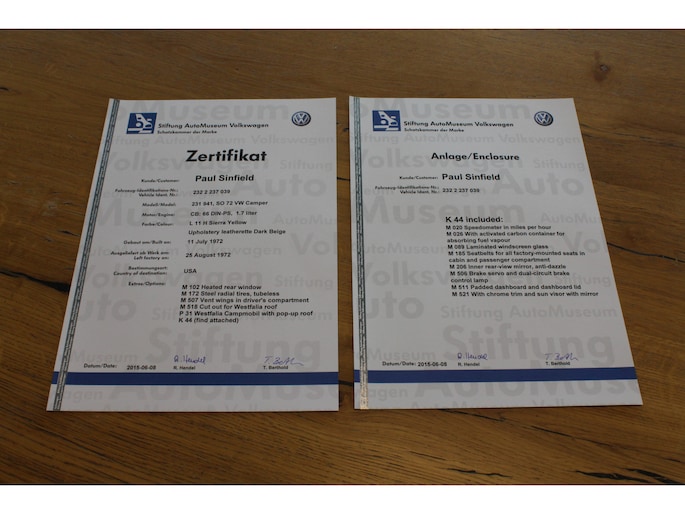 Stiftung AutoMuseum Volkswagen
Schatzkammer der Marke
Zertifikat
Kunde/Customer: Paul Sinfield
Fahrzeug-Identifikations-Nr.:
Vehicle Ident. Nr.: 232 2 237 039
Modell/Model: 231 941, SO 72 VW Camper
Motor/Engine: CB: 66 DIN-PS, 1.7 liter
Farbe/Colour: L 11 H Sierra Yellow
Upholstery leatherette Dark Beige
Gebaut am/Built on: 11 July 1972
Ausgeliefert ab Werk am:
Left factory on: 25 August 1972
Bestimmungsort:
Country of destination: USA
Extras/Options: M 102 Heated rear window
M 172 Steel radial tires, tubeless
M 507 Vent wings in driver's compartment
M 515 Cut out for Westfalia roof
P 31 Westfalia Campmobil with pop-up roof
K 44 (find attached)
Datum/Date: 2015-06-08
N. Hendel
T. Berthold
Stiftung AutoMuseum Volkswagen
Schatzkammer der Marke
Anlage/Enclosure
Kunde/Customer: Paul Sinfield
Fahrzeug-Identifikations-Nr.:
Vehicle Ident. Nr.: 232 2 237 039
K 44 included:
M 020 Speedometer in miles per hour
M 026 With activated carbon container for
absorbing fuel vapour
M 089 Laminated windscreen glass
M 185 Seatbelts for all factory-mounted seats in
cabin and passenger compartment
M 206 Inner rear-view mirror, anti-dazzle
M 505 Brake servo and dual-circuit brake
control lamp
M 511 Padded dashboard and dashboard lid
M 521 With chrome trim and sun visor with mirror
Datum/Date: 2015-06-08
N. Hendel
T. Berthold